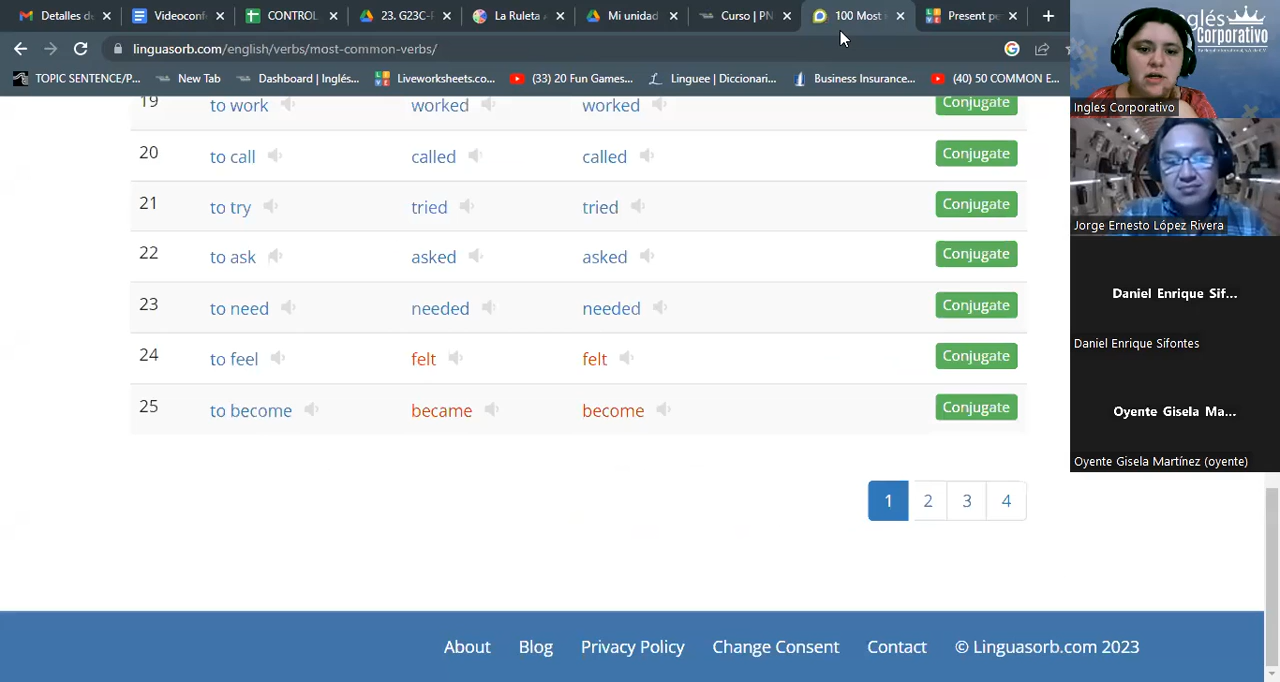 Detalles d
Videoconf
CONTROL
23. G23C-
La Ruleta
Mi unidad
Curso | PN
100 Most
Present pe
linguasorb.com/english/verbs/most-common-verbs/
TOPIC SENTENCE/P...
New Tab
Dashboard | Inglés...
Liveworksheets.co...
(33) 20 Fun Games...
Linguee | Diccionari...
Business Insurance...
(40) 50 COMMON E...
19 to work worked worked Conjugate
20 to call called called Conjugate
21 to try tried tried Conjugate
22 to ask asked asked Conjugate
23 to need needed needed Conjugate
24 to feel felt felt Conjugate
25 to become became become Conjugate
1 2 3 4
About Blog Privacy Policy Change Consent Contact © Linguasorb.com 2023
Inglés
Corporativo
Ingles Corporativo
Jorge Ernesto López Rivera
Daniel Enrique Sif...
Daniel Enrique Sifontes
Oyente Gisela Ma...
Oyente Gisela Martínez (oyente)